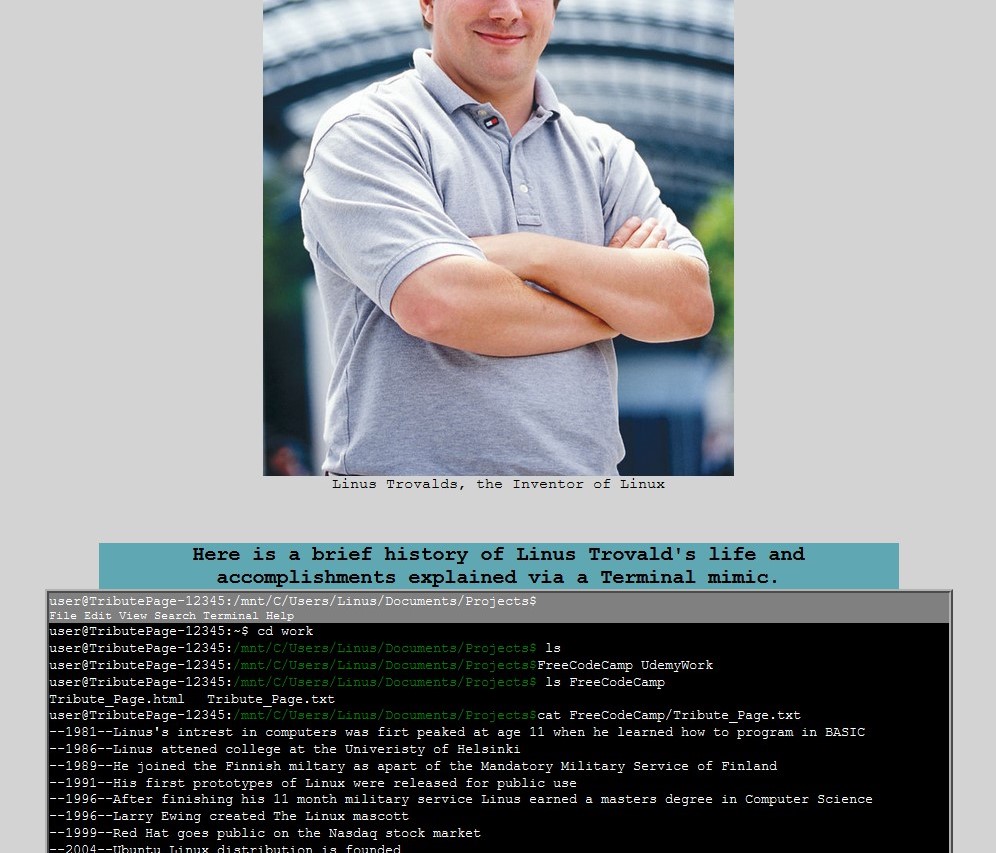 Linus Trovalds, the Inventor of Linux
Here is a brief history of Linus Trovald's life and
accomplishments explained via a Terminal mimic.
user@TributePage-12345:/mnt/C/Users/Linus/Documents/Projects$
File Edit View Search Terminal Help
user@TributePage-12345:~$ cd work
user@TributePage-12345:/mnt/C/Users/Linus/Documents/Projects$ ls
user@TributePage-12345:/mnt/C/Users/Linus/Documents/Projects$FreeCodeCamp UdemyWork
user@TributePage-12345:/mnt/C/Users/Linus/Documents/Projects$ ls FreeCodeCamp
Tribute_Page.html   Tribute_Page.txt
user@TributePage-12345:/mnt/C/Users/Linus/Documents/Projects$cat FreeCodeCamp/Tribute_Page.txt
--1981--Linus's intrest in computers was firt peaked at age 11 when he learned how to program in BASIC
--1986--Linus attened college at the Univeristy of Helsinki
--1989--He joined the Finnish miltary as apart of the Mandatory Military Service of Finland
--1991--His first prototypes of Linux were released for public use
--1996--After finishing his 11 month military service Linus earned a masters degree in Computer Science
--1996--Larry Ewing created The Linux mascott
--1999--Red Hat goes public on the Nasdaq stock market
--2004--Ubuntu Linux distribution is founded